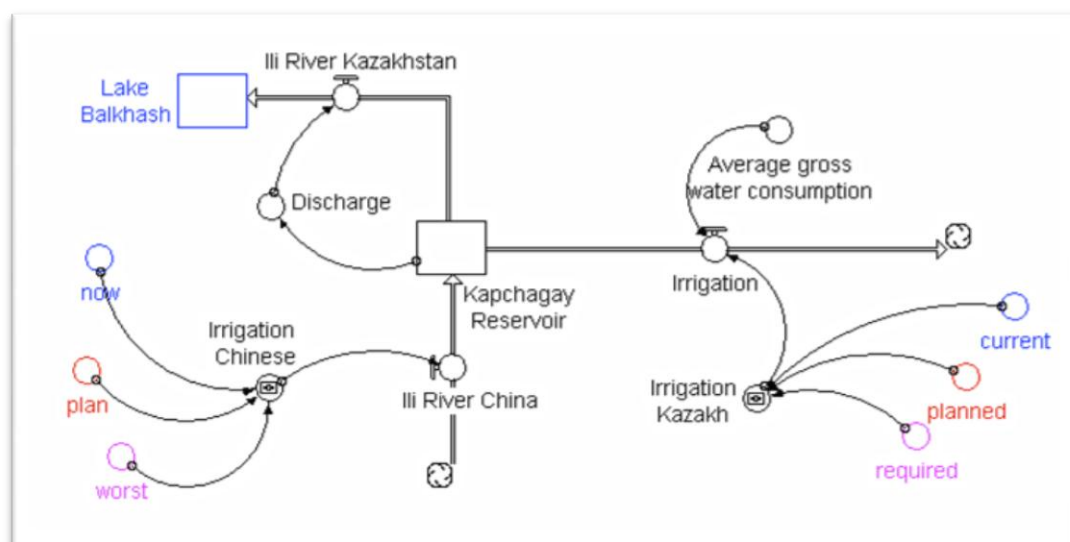 Ili River Kazakhstan
Lake
Balkhash
Average gross
water consumption
Discharge
now
Irrigation
Kapchagay
Reservoir
Irrigation
Chinese
current
plan
Ili River China
Irrigation
Kazakh
planned
required
worst